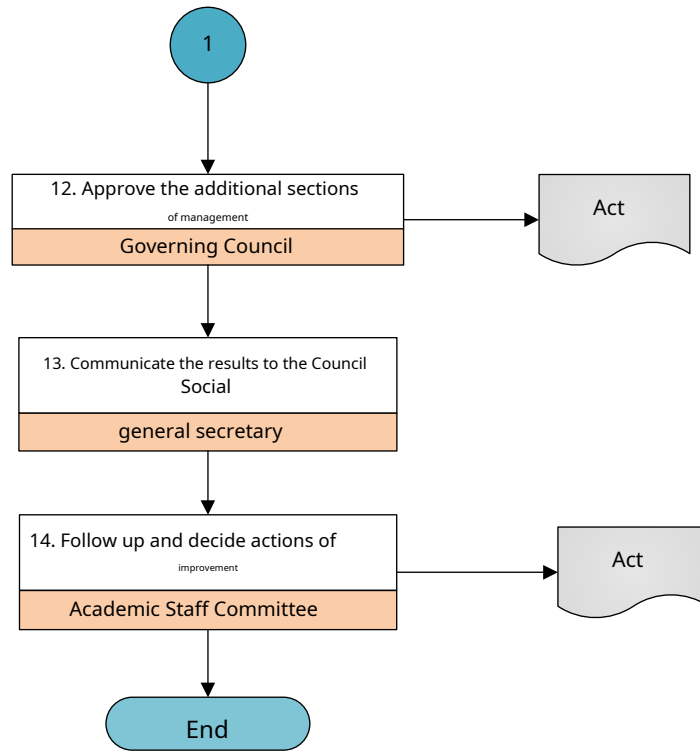 1
12. Approve the additional sections
of management
Governing Council
Act
13. Communicate the results to the Council
Social
general secretary
14. Follow up and decide actions of
improvement
Academic Staff Committee
Act
End